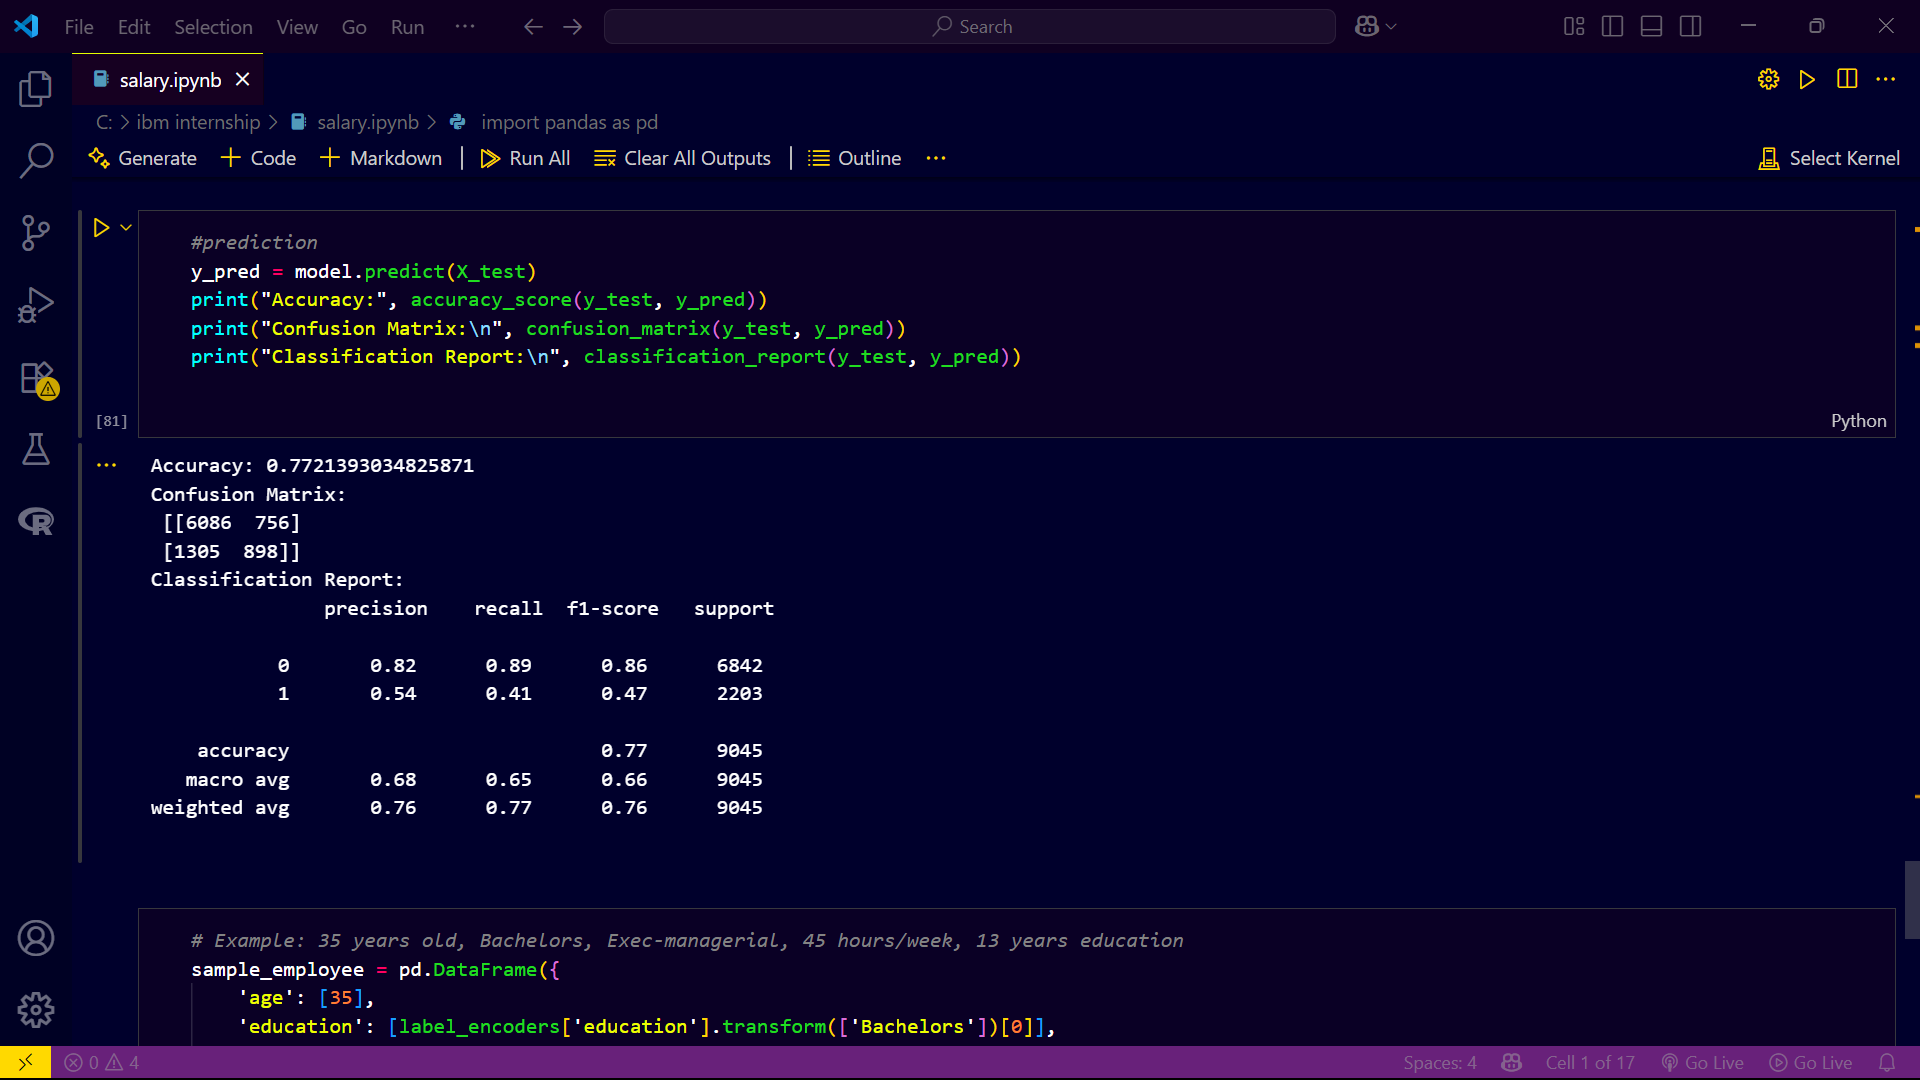 File Edit Selection View Go Run ··· Search
salary.ipynb
C: > ibm internship > salary.ipynb > import pandas as pd
Generate + Code + Markdown | Run All Clear All Outputs | Outline ··· Select Kernel
#prediction
y_pred = model.predict(X_test)
print("Accuracy:", accuracy_score(y_test, y_pred))
print("Confusion Matrix:\n", confusion_matrix(y_test, y_pred))
print("Classification Report:\n", classification_report(y_test, y_pred))
[81] Python
Accuracy: 0.7721393034825871
Confusion Matrix:
[[6086 756]
[1305 898]]
Classification Report:
precision recall f1-score support
0 0.82 0.89 0.86 6842
1 0.54 0.41 0.47 2203
accuracy 0.77 9045
macro avg 0.68 0.65 0.66 9045
weighted avg 0.76 0.77 0.76 9045
# Example: 35 years old, Bachelors, Exec-managerial, 45 hours/week, 13 years education
sample_employee = pd.DataFrame({
'age': [35],
'education': [label_encoders['education'].transform(['Bachelors'])[0]],
0 4 Spaces: 4 Cell 1 of 17 Go Live Go Live